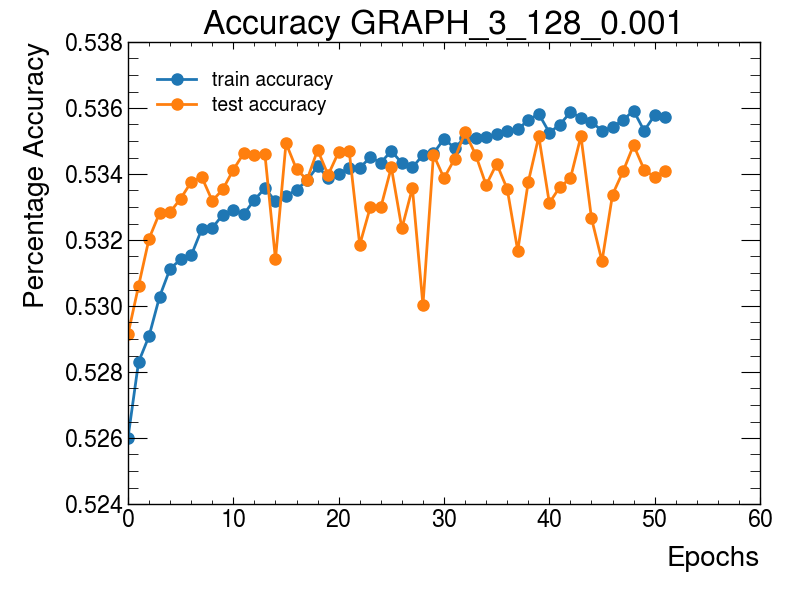 Accuracy GRAPH_3_128_0.001
Percentage Accuracy
0.538
0.536
0.534
0.532
0.530
0.528
0.526
0.524
train accuracy
test accuracy
0 10 20 30 40 50 60
Epochs